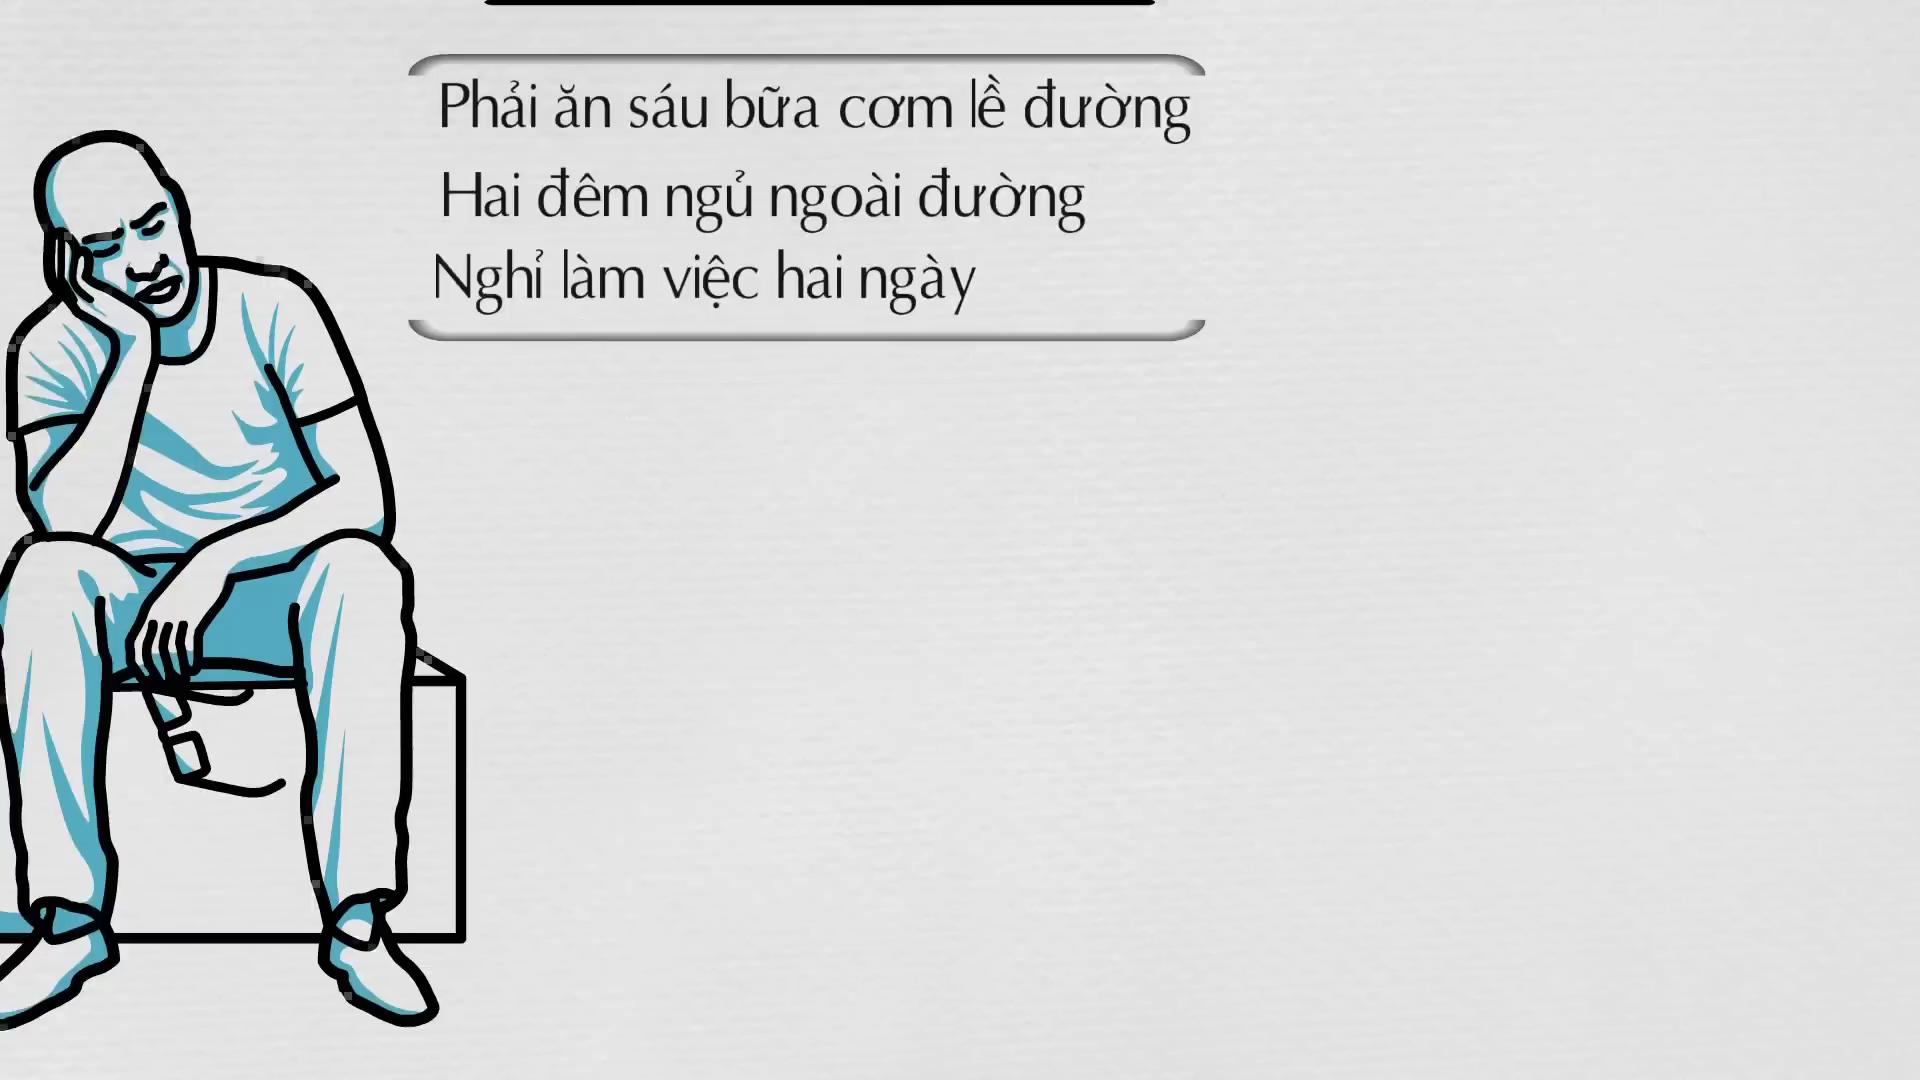 Phải ăn sáu bữa cơm lề đường
Hai đêm ngủ ngoài đường
Nghỉ làm việc hai ngày